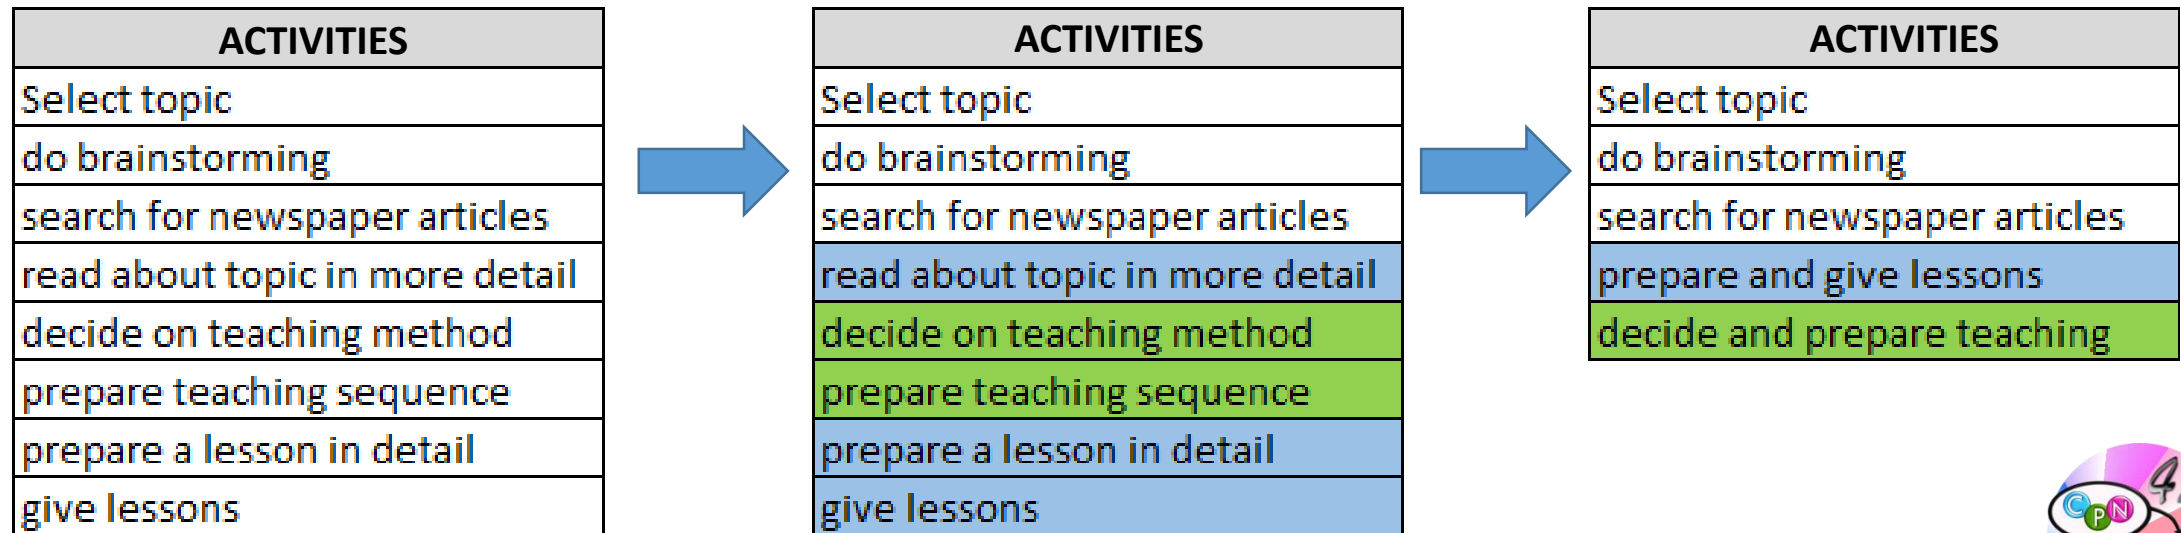 ACTIVITIES
Select topic
do brainstorming
search for newspaper articles
read about topic in more detail
decide on teaching method
prepare teaching sequence
prepare a lesson in detail
give lessons
ACTIVITIES
Select topic
do brainstorming
search for newspaper articles
read about topic in more detail
decide on teaching method
prepare teaching sequence
prepare a lesson in detail
give lessons
ACTIVITIES
Select topic
do brainstorming
search for newspaper articles
prepare and give lessons
decide and prepare teaching
CPN
4